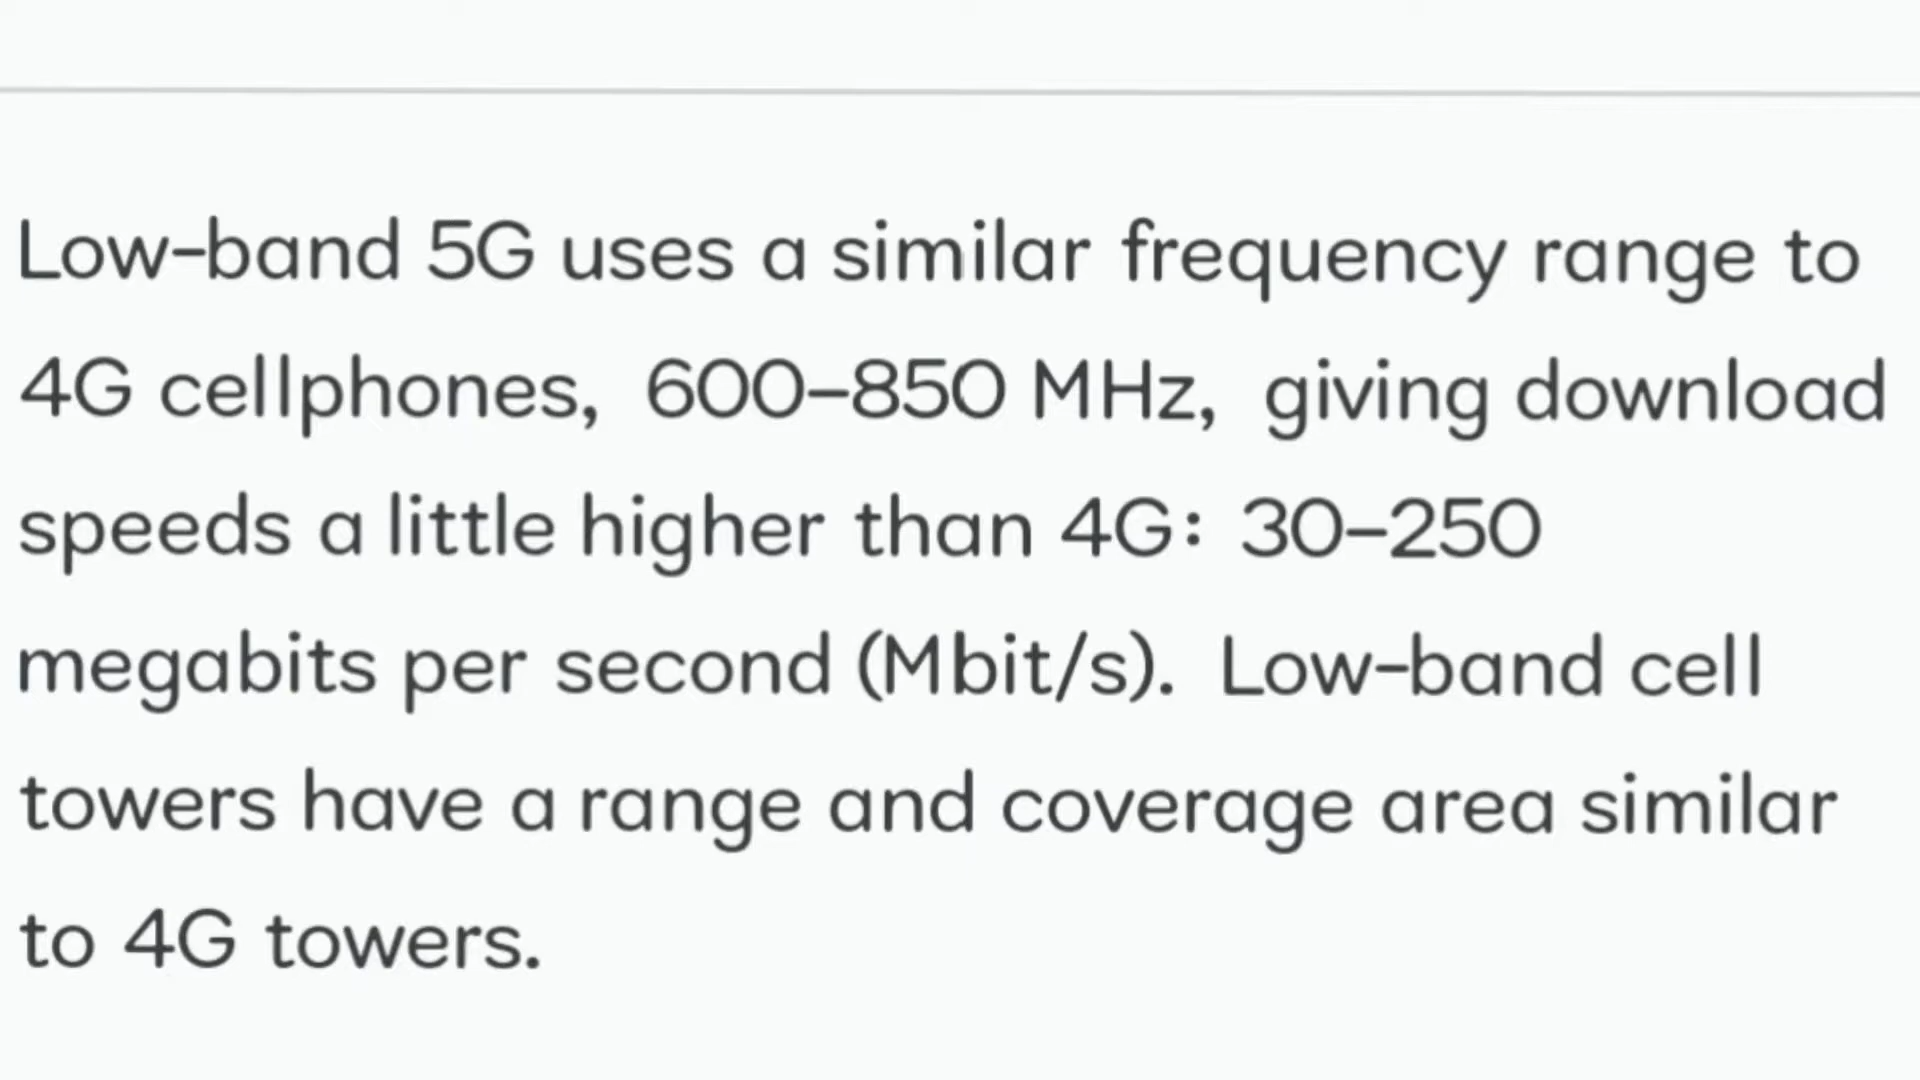 Low-band 5G uses a similar frequency range to
4G cellphones, 600–850 MHz, giving download
speeds a little higher than 4G: 30–250
megabits per second (Mbit/s). Low-band cell
towers have a range and coverage area similar
to 4G towers.